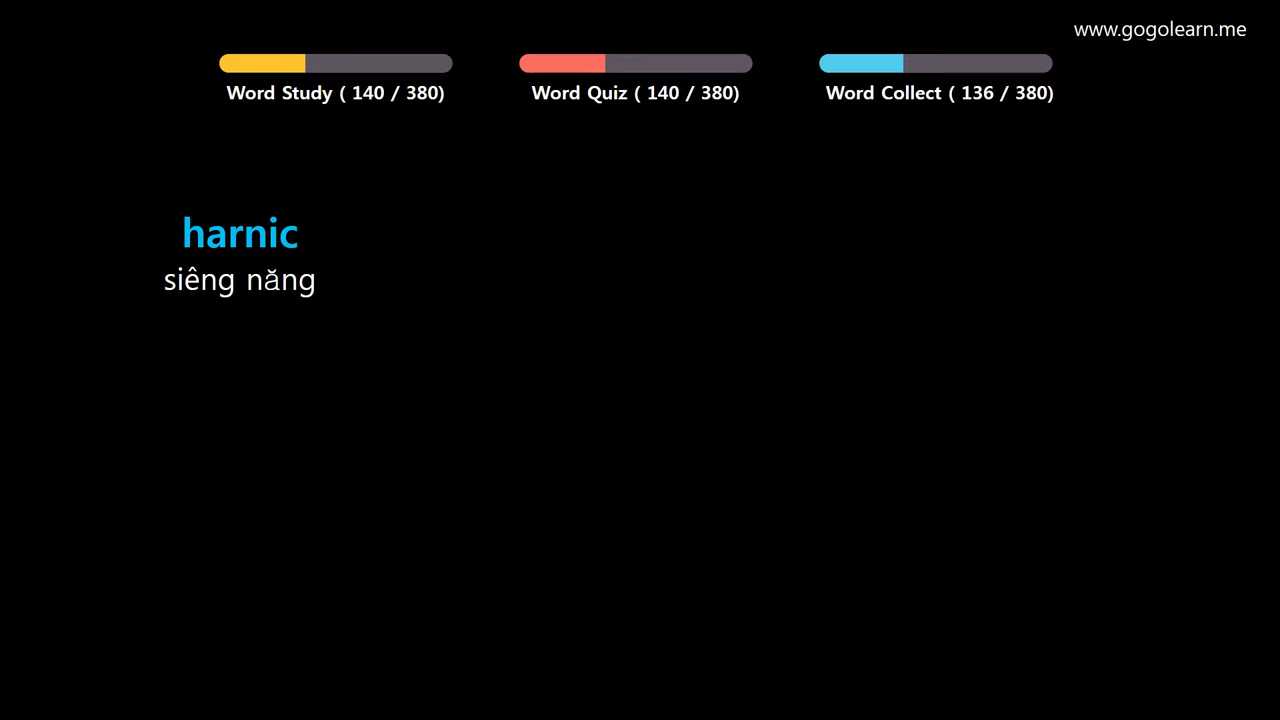 www.gogolearn.me
Word Study ( 140 / 380)
Word Quiz ( 140 / 380)
Word Collect ( 136 / 380)
harnic
siêng năng